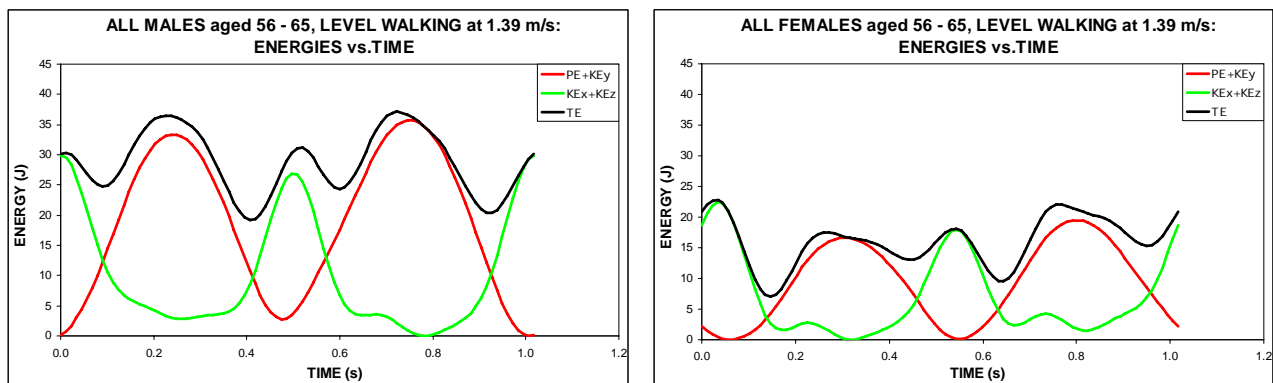 ALL MALES aged 56 - 65, LEVEL WALKING at 1.39 m/s:
ENERGIES vs.TIME
45
40
35
30
25
20
15
10
5
0
ENERGY (J)
PE+KEy
KEx+KEz
TE
0.0 0.2 0.4 0.6 0.8 1.0 1.2
TIME (s)
ALL FEMALES aged 56 - 65, LEVEL WALKING at 1.39 m/s:
ENERGIES vs.TIME
45
40
35
30
25
20
15
10
5
0
ENERGY (J)
PE+KEy
KEx+KEz
TE
0.0 0.2 0.4 0.6 0.8 1.0 1.2
TIME (s)